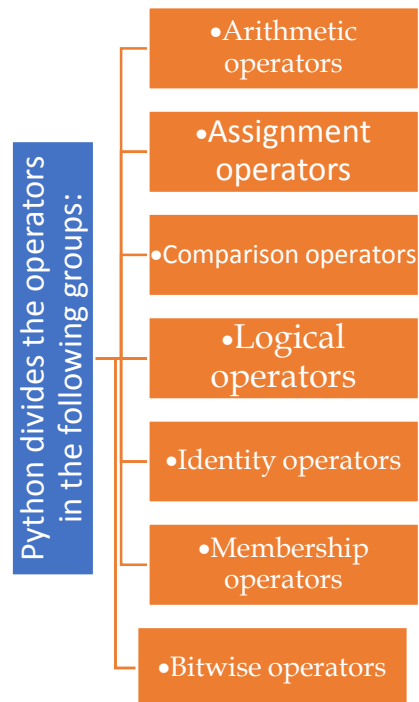 Python divides the operators
in the following groups:
•Arithmetic
operators
•Assignment
operators
•Comparison operators
•Logical
operators
•Identity operators
•Membership
operators
•Bitwise operators